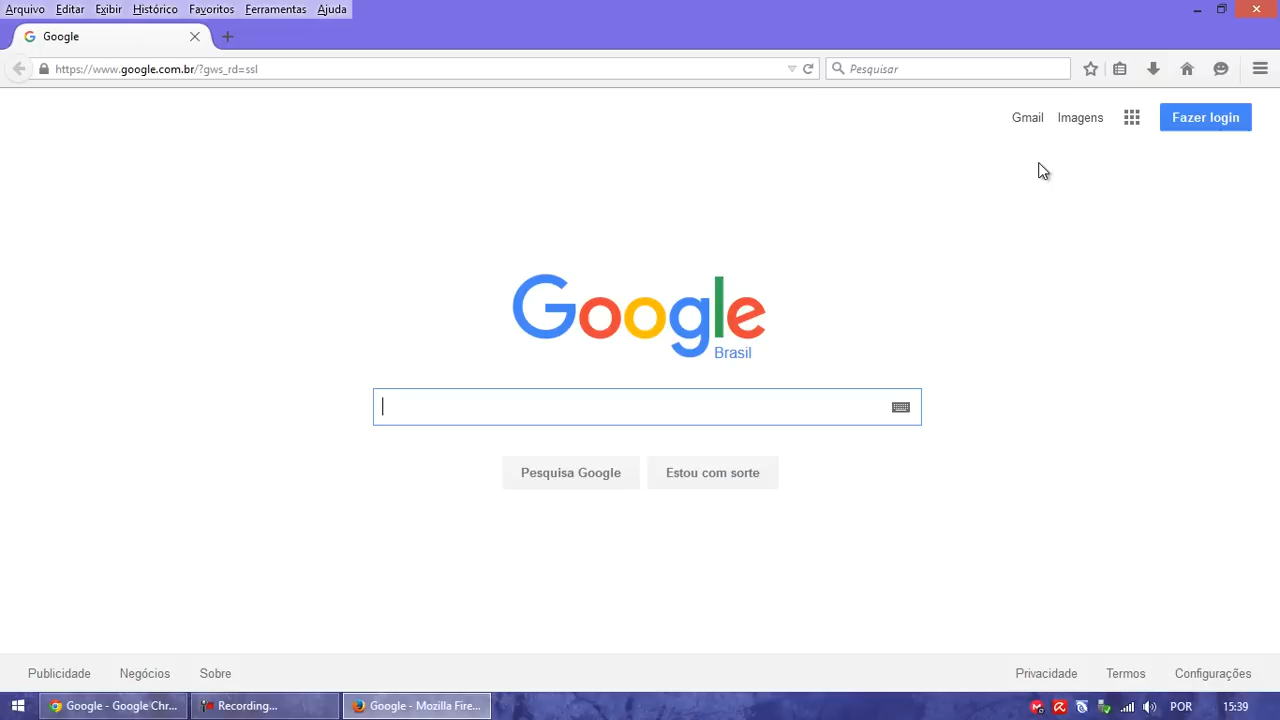 Arquivo Editar Exibir Histórico Favoritos Ferramentas Ajuda
Google
https://www.google.com.br/?gws_rd=ssl
Pesquisar
Gmail Imagens Fazer login
Google
Brasil
Pesquisa Google Estou com sorte
Publicidade Negócios Sobre Privacidade Termos Configurações
Google - Google Chr... Recording... Google - Mozilla Fire... POR 15:39